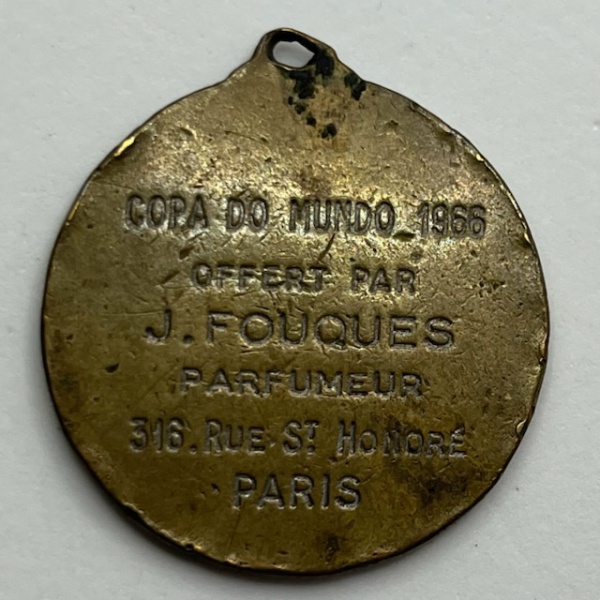 COPA DO MUNDO 1966
OFFERT PAR
J. FOUQUES
PARFUMEUR
316. RUE ST HONORÉ
PARIS